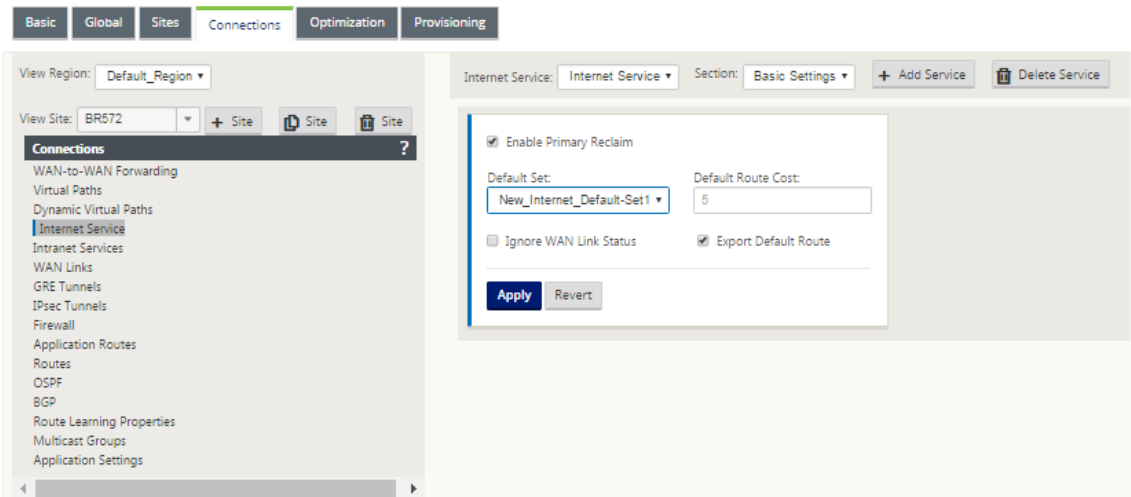 Basic Global Sites Connections Optimization Provisioning
View Region: Default_Region
View Site: BR572 + Site Site Site
Connections ?
WAN-to-WAN Forwarding
Virtual Paths
Dynamic Virtual Paths
Internet Service
Intranet Services
WAN Links
GRE Tunnels
IPsec Tunnels
Firewall
Application Routes
Routes
OSPF
BGP
Route Learning Properties
Multicast Groups
Application Settings
Internet Service: Internet Service Section: Basic Settings + Add Service Delete Service
Enable Primary Reclaim
Default Set: Default Route Cost:
New_Internet_Default-Set1 5
Ignore WAN Link Status Export Default Route
Apply Revert